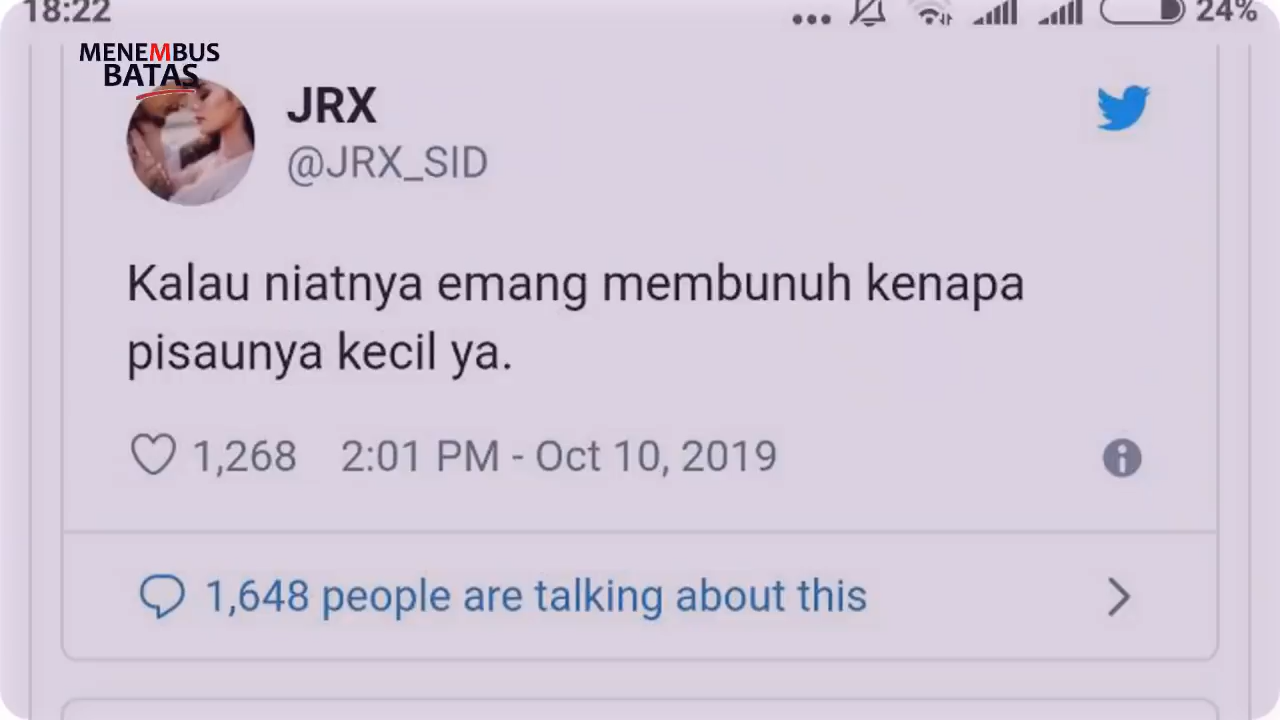 18:22
24%
MENEMBUS
BATAS
JRX
@JRX_SID
Kalau niatnya emang membunuh kenapa
pisaunya kecil ya.
1,268 2:01 PM - Oct 10, 2019
1,648 people are talking about this